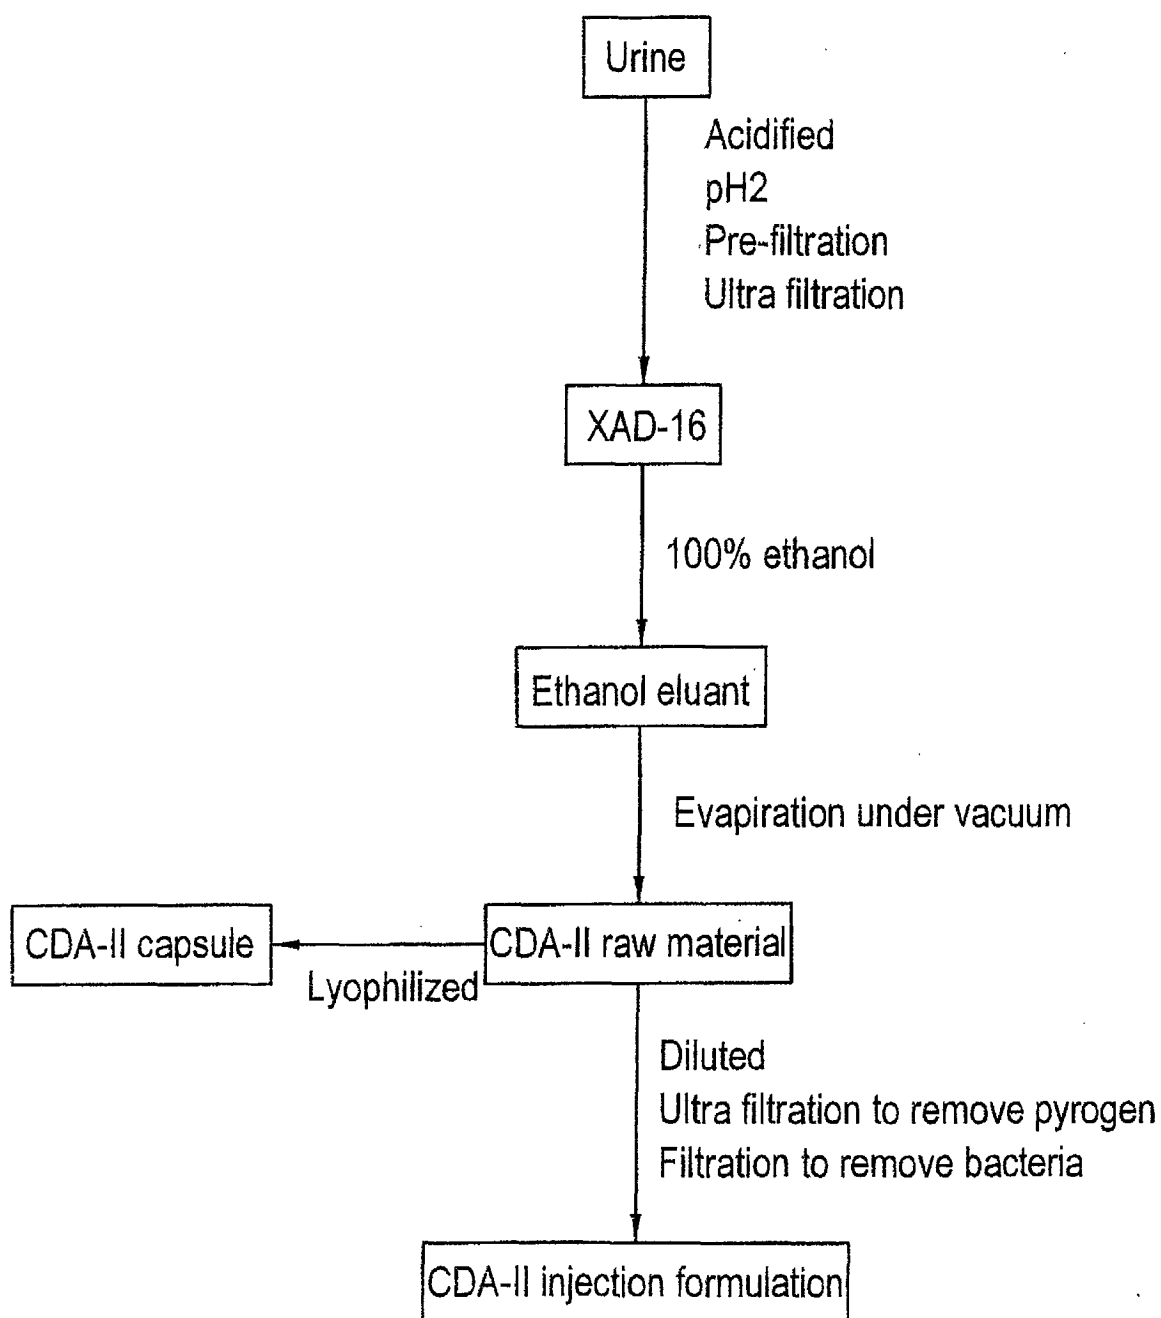 Urine
Acidified
pH2
Pre-filtration
Ultra filtration
XAD-16
100% ethanol
Ethanol eluant
Evapiration under vacuum
CDA-II capsule
Lyophilized
CDA-II raw material
Diluted
Ultra filtration to remove pyrogen
Filtration to remove bacteria
CDA-II injection formulation